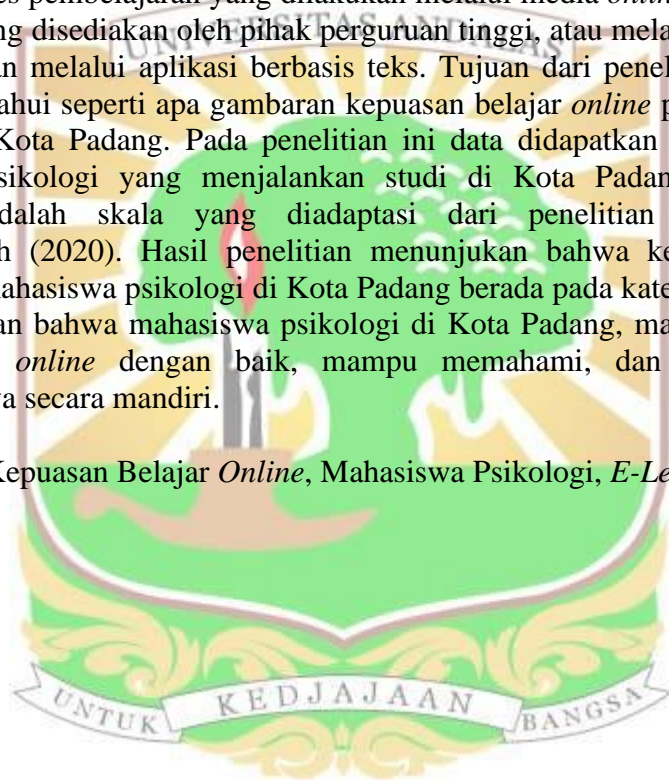 es pembelajaran yang dilakukan melalui media online
ng disediakan oleh pihak perguruan tinggi, atau mela
UNIVERSITAS ANDALAS
an melalui aplikasi berbasis teks. Tujuan dari penel
ahui seperti apa gambaran kepuasan belajar online p
Kota Padang. Pada penelitian ini data didapatkan
sikologi yang menjalankan studi di Kota Padan
dalah skala yang diadaptasi dari penelitian
h (2020). Hasil penelitian menunjukan bahwa ke
mahasiswa psikologi di Kota Padang berada pada kate
an bahwa mahasiswa psikologi di Kota Padang, ma
online dengan baik, mampu memahami, dan
ya secara mandiri.
Kepuasan Belajar Online, Mahasiswa Psikologi, E-Le
UNTUK KEDJAJAAN BANGSA